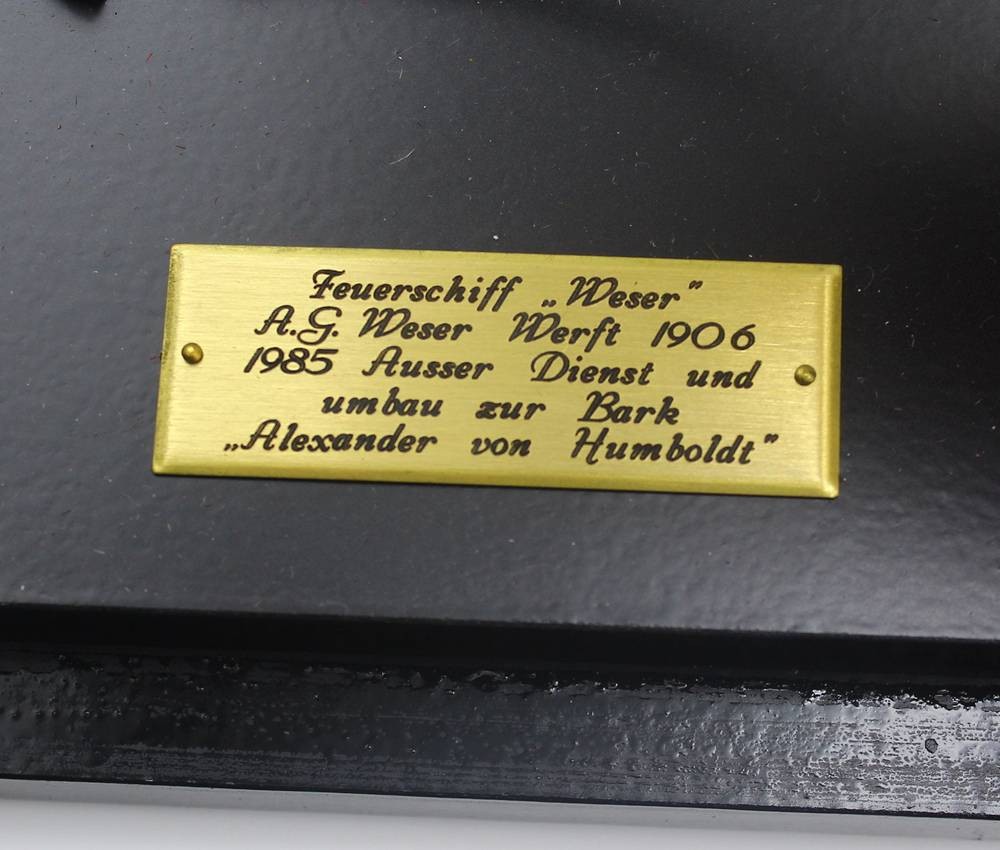 Feuerschiff „Weser”
A.G. Weser Werft 1906
1985 Ausser Dienst und
umbau zur Bark
„Alexander von Humboldt”